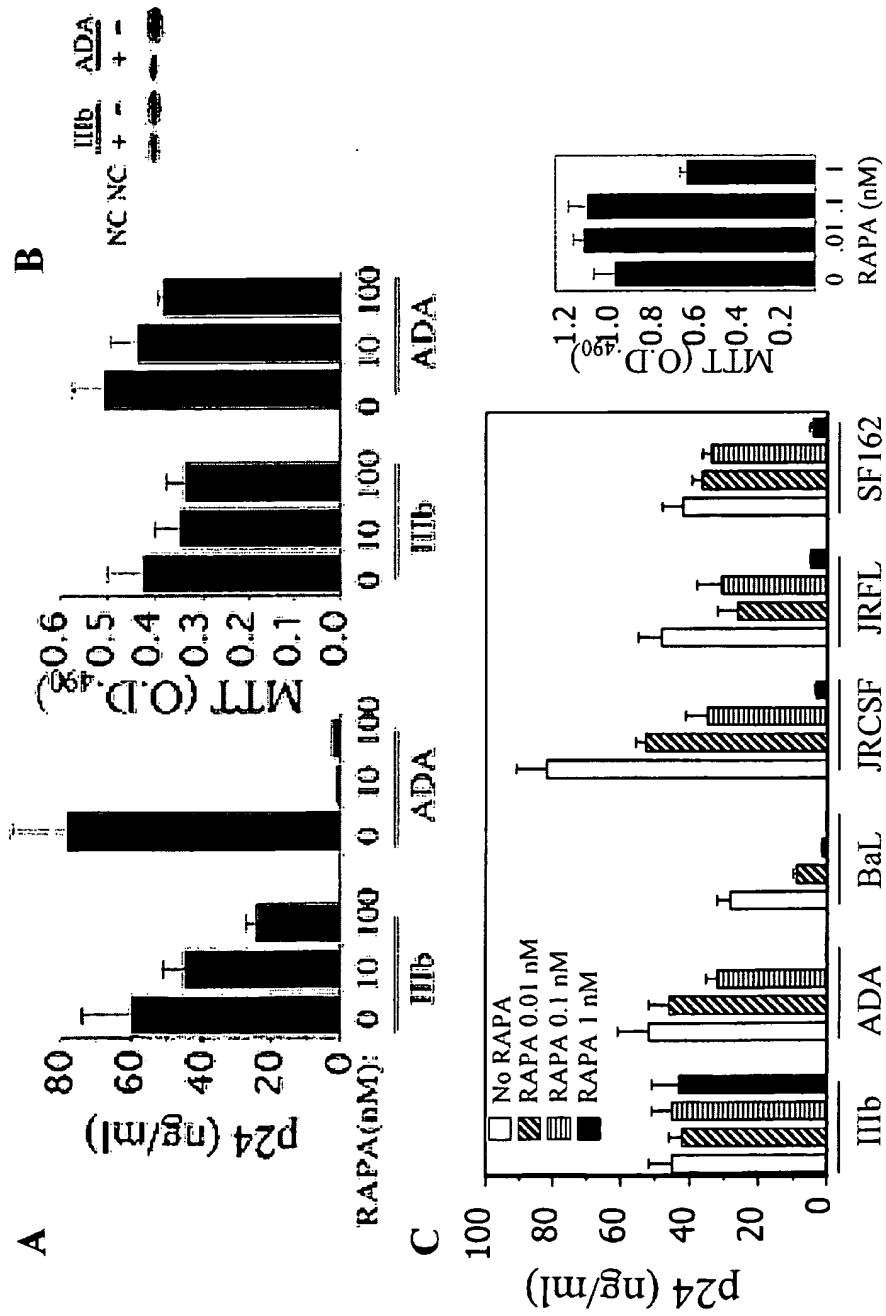 A
p24 (ng/ml)
80
60
40
20
0
RAPA(nM):
0 10 100 0 10 100
IIIb ADA
MTT (O.D.490)
0.6
0.5
0.4
0.3
0.2
0.1
0.0
0 10 100 0 10 100
IIIb ADA
B
IIIb ADA
NC NC + - + -
C
p24 (ng/ml)
100
80
60
40
20
0
No RAPA
RAPA 0.01 nM
RAPA 0.1 nM
RAPA 1 nM
IIIb ADA BaL JRCSF JRFL SF162
MTT (O.D.490)
1.2
1.0
0.8
0.6
0.4
0.2
0 .01 .1 1
RAPA (nM)